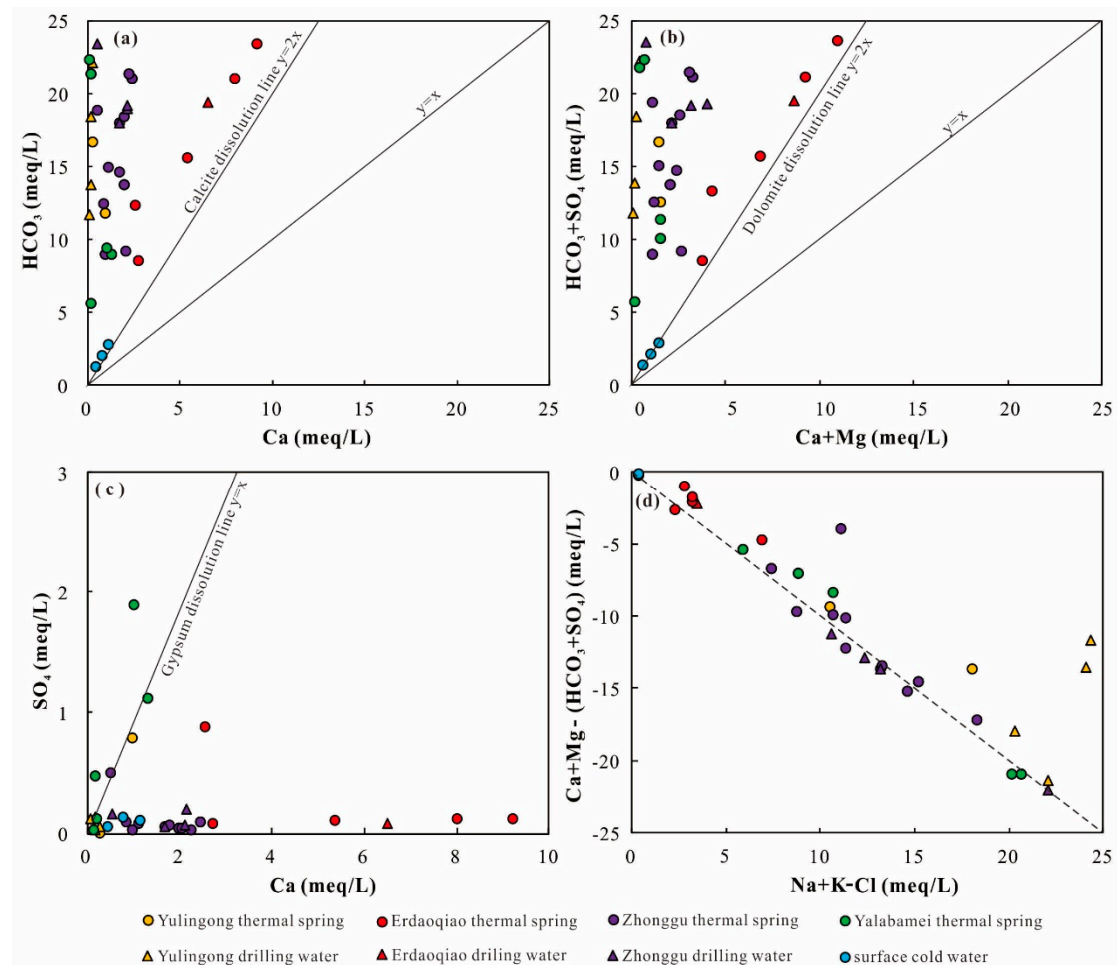 (a)
25
20
15
10
5
0
HCO₃ (meq/L)
Calcite dissolution line y=2x
y=x
0 5 10 15 20 25
Ca (meq/L)
(b)
25
20
15
10
5
0
HCO₃+SO₄ (meq/L)
Dolomite dissolution line y=2x
y=x
0 5 10 15 20 25
Ca+Mg (meq/L)
( c )
3
2
1
0
SO₄ (meq/L)
Gypsum dissolution line y=x
0 2 4 6 8 10
Ca (meq/L)
(d)
0
-5
-10
-15
-20
-25
Ca+Mg- (HCO₃+SO₄) (meq/L)
0 5 10 15 20 25
Na+K-Cl (meq/L)
Yulingong thermal spring Erdaoqiao thermal spring Zhonggu thermal spring Yalabamei thermal spring
Yulingong drilling water Erdaoqiao driling water Zhonggu drilling water surface cold water